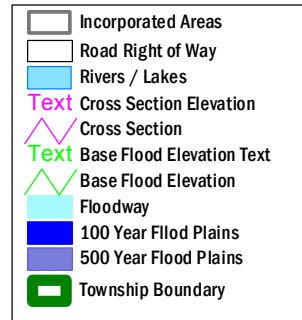 Incorporated Areas
Road Right of Way
Rivers / Lakes
Text Cross Section Elevation
Cross Section
Text Base Flood Elevation Text
Base Flood Elevation
Floodway
100 Year Fllod Plains
500 Year Flood Plains
Township Boundary